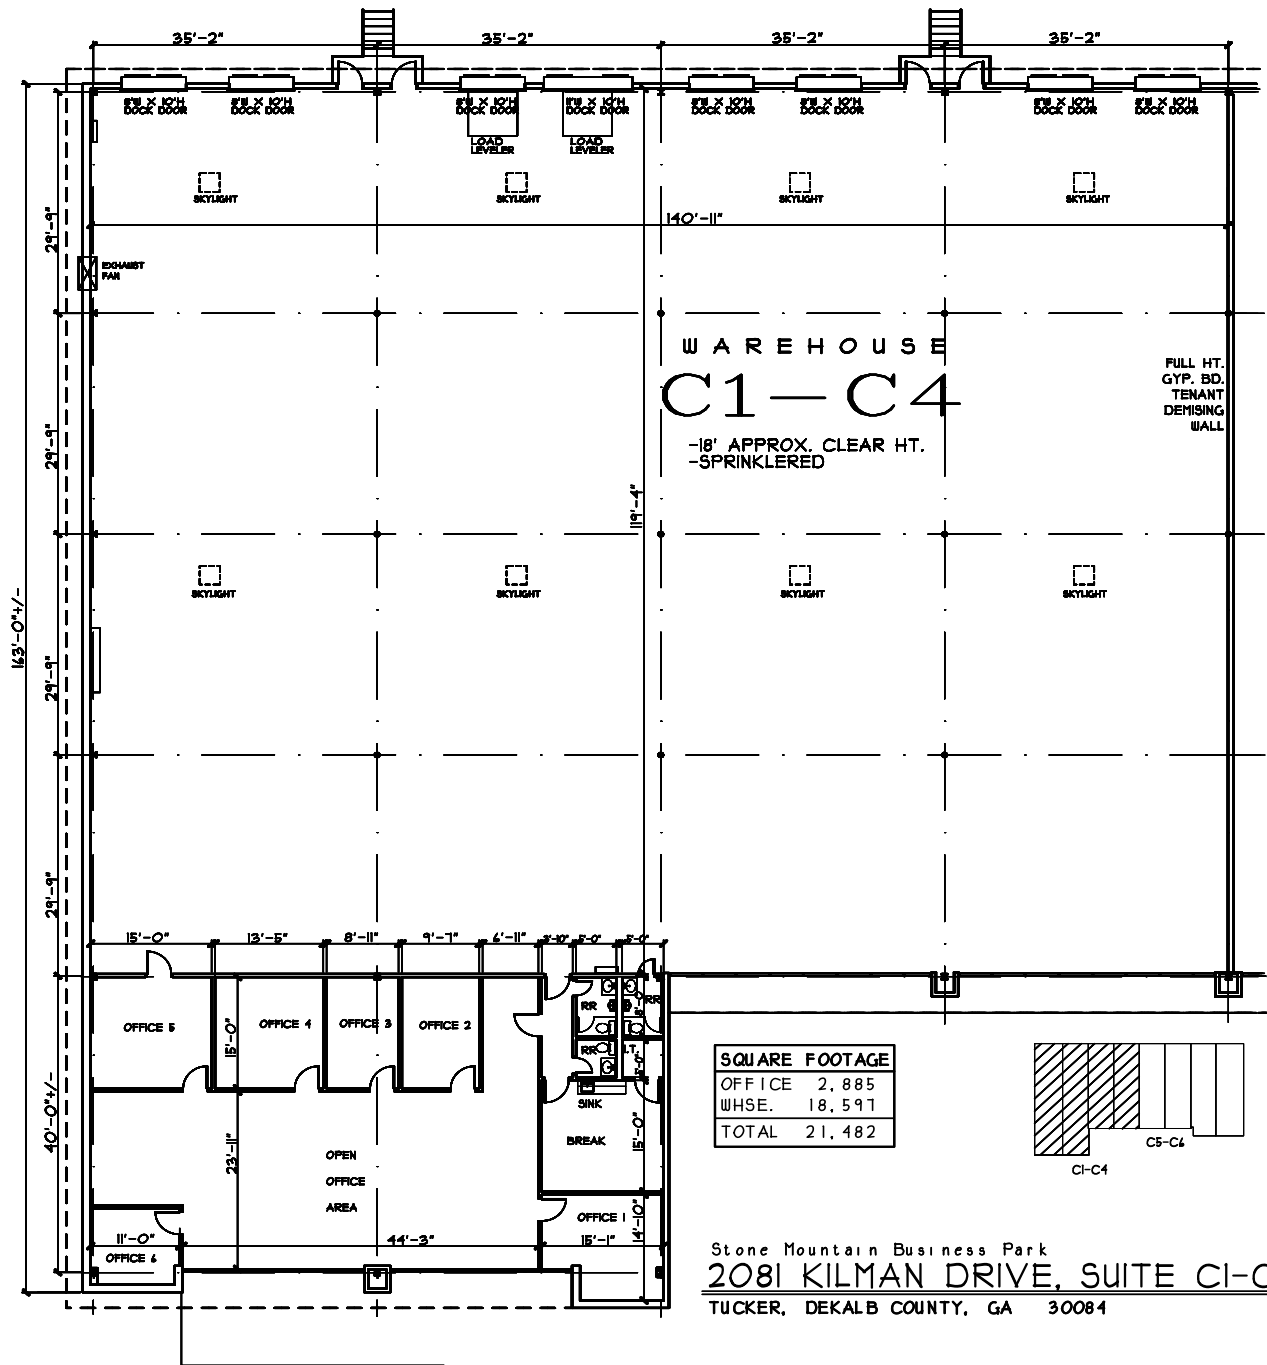 35'-2" 35'-2" 35'-2" 35'-2"
8'W X 10'H
DOCK DOOR
8'W X 10'H
DOCK DOOR
8'W X 10'H
DOCK DOOR
8'W X 10'H
DOCK DOOR
8'W X 10'H
DOCK DOOR
8'W X 10'H
DOCK DOOR
8'W X 10'H
DOCK DOOR
8'W X 10'H
DOCK DOOR
LOAD
LEVELER
LOAD
LEVELER
SKYLIGHT SKYLIGHT SKYLIGHT SKYLIGHT
140'-11"
29'-9"
EXHAUST
FAN
WAREHOUSE
C1—C4
-18' APPROX. CLEAR HT.
-SPRINKLERED
FULL HT.
GYP. BD.
TENANT
DEMISING
WALL
29'-9"
119'-4"
SKYLIGHT SKYLIGHT SKYLIGHT SKYLIGHT
163'-0"+/-
29'-9"
29'-9"
15'-0" 13'-5" 8'-11" 9'-7" 6'-11" 5'-0" 5'-0"
OFFICE 5
OFFICE 4
OFFICE 3
OFFICE 2
RR
RR
RR
I.T.
15'-0"
SINK
BREAK
15'-0"
40'-0"+/-
23'-11"
OPEN
OFFICE
AREA
OFFICE 1
14'-10"
11'-0" 44'-3" 15'-1"
OFFICE 6
SQUARE FOOTAGE
OFFICE 2,885
WHSE. 18,597
TOTAL 21,482
C5-C6
C1-C4
Stone Mountain Business Park
2081 KILMAN DRIVE, SUITE C1-C
TUCKER, DEKALB COUNTY, GA 30084